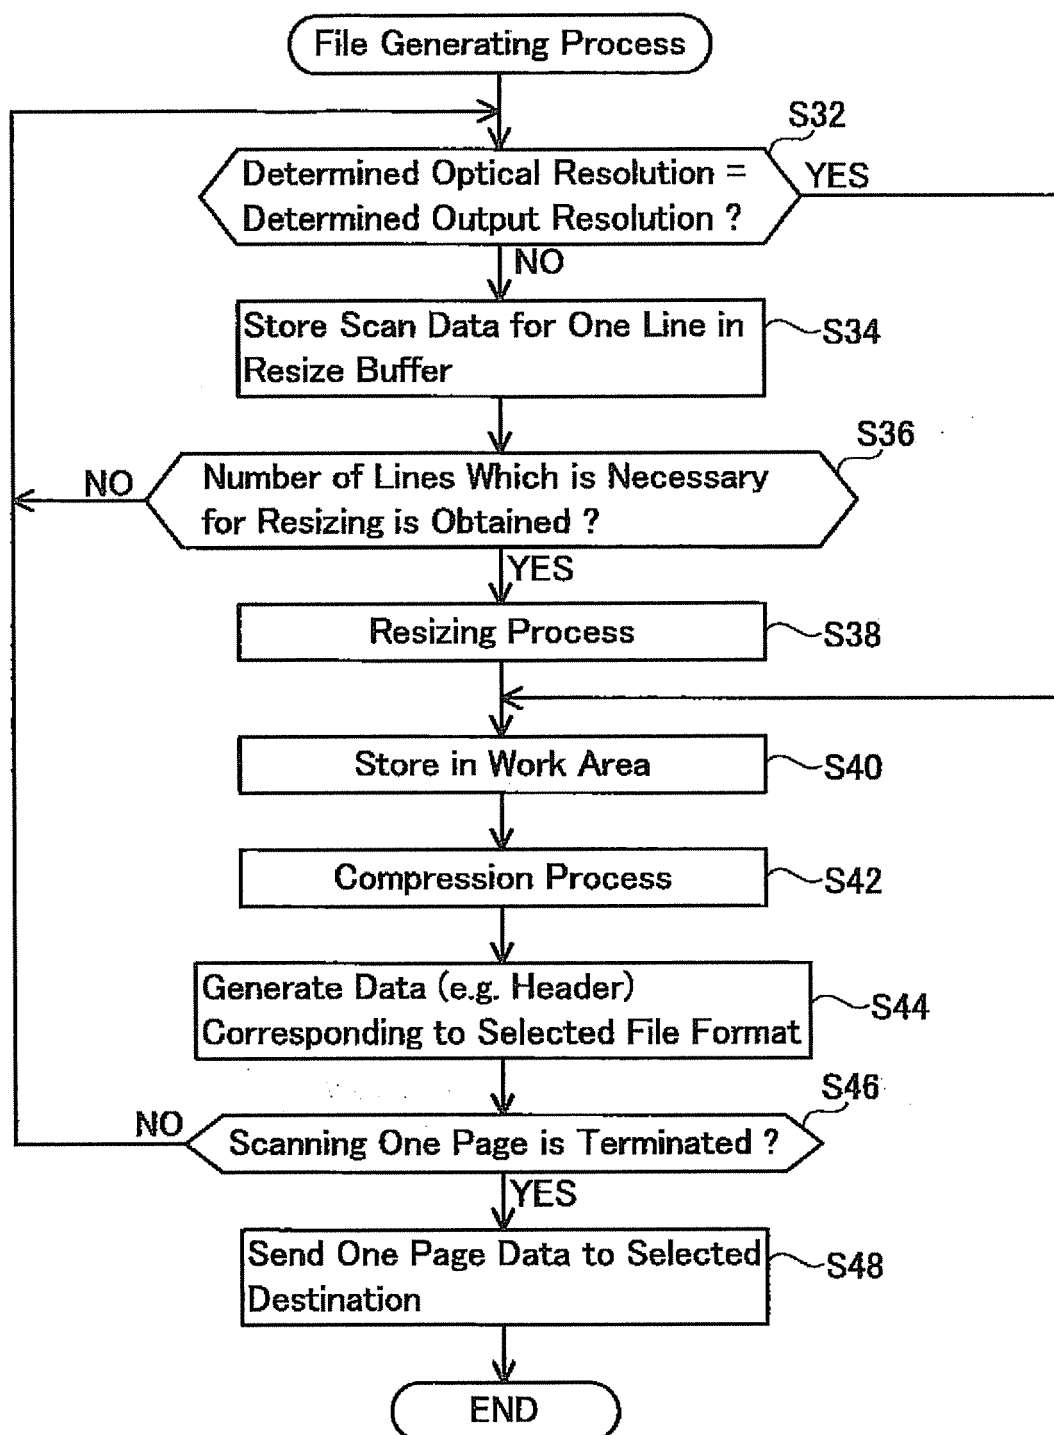 File Generating Process
S32
Determined Optical Resolution =
Determined Output Resolution ?
YES
NO
Store Scan Data for One Line in
Resize Buffer
S34
S36
Number of Lines Which is Necessary
for Resizing is Obtained ?
NO
YES
Resizing Process
S38
Store in Work Area
S40
Compression Process
S42
Generate Data (e.g. Header)
Corresponding to Selected File Format
S44
S46
Scanning One Page is Terminated ?
NO
YES
Send One Page Data to Selected
Destination
S48
END